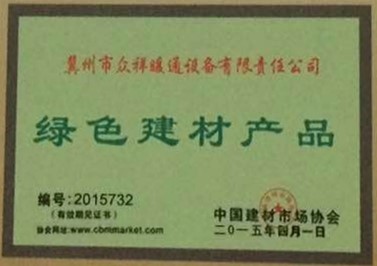 冀州市众祥暖通设备有限责任公司
绿色建材产品
编号:2015732
(有效期见证书)
协会网址:www.cbmmarket.com
中国建材市场协会
二〇一五年四月一日